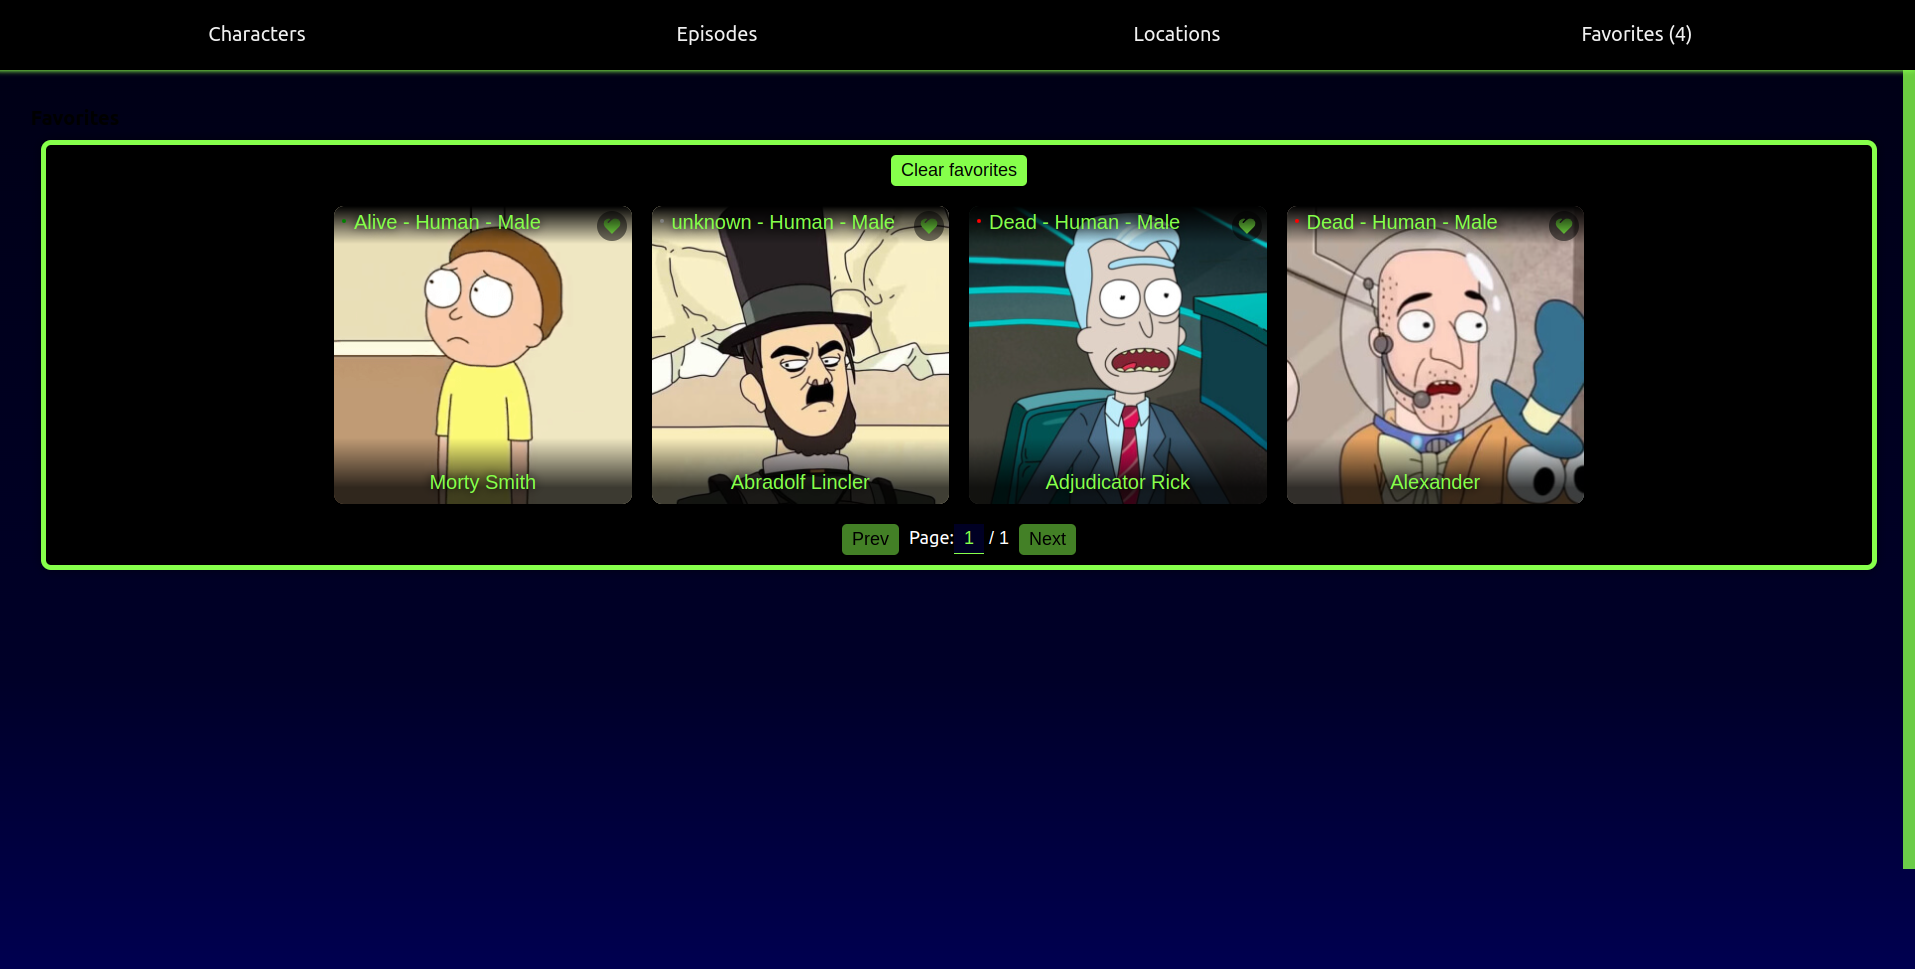 Characters Episodes Locations Favorites (4)
Favorites
Clear favorites
Alive - Human - Male
Morty Smith
unknown - Human - Male
Abradolf Lincler
Dead - Human - Male
Adjudicator Rick
Dead - Human - Male
Alexander
Prev Page: 1 / 1 Next